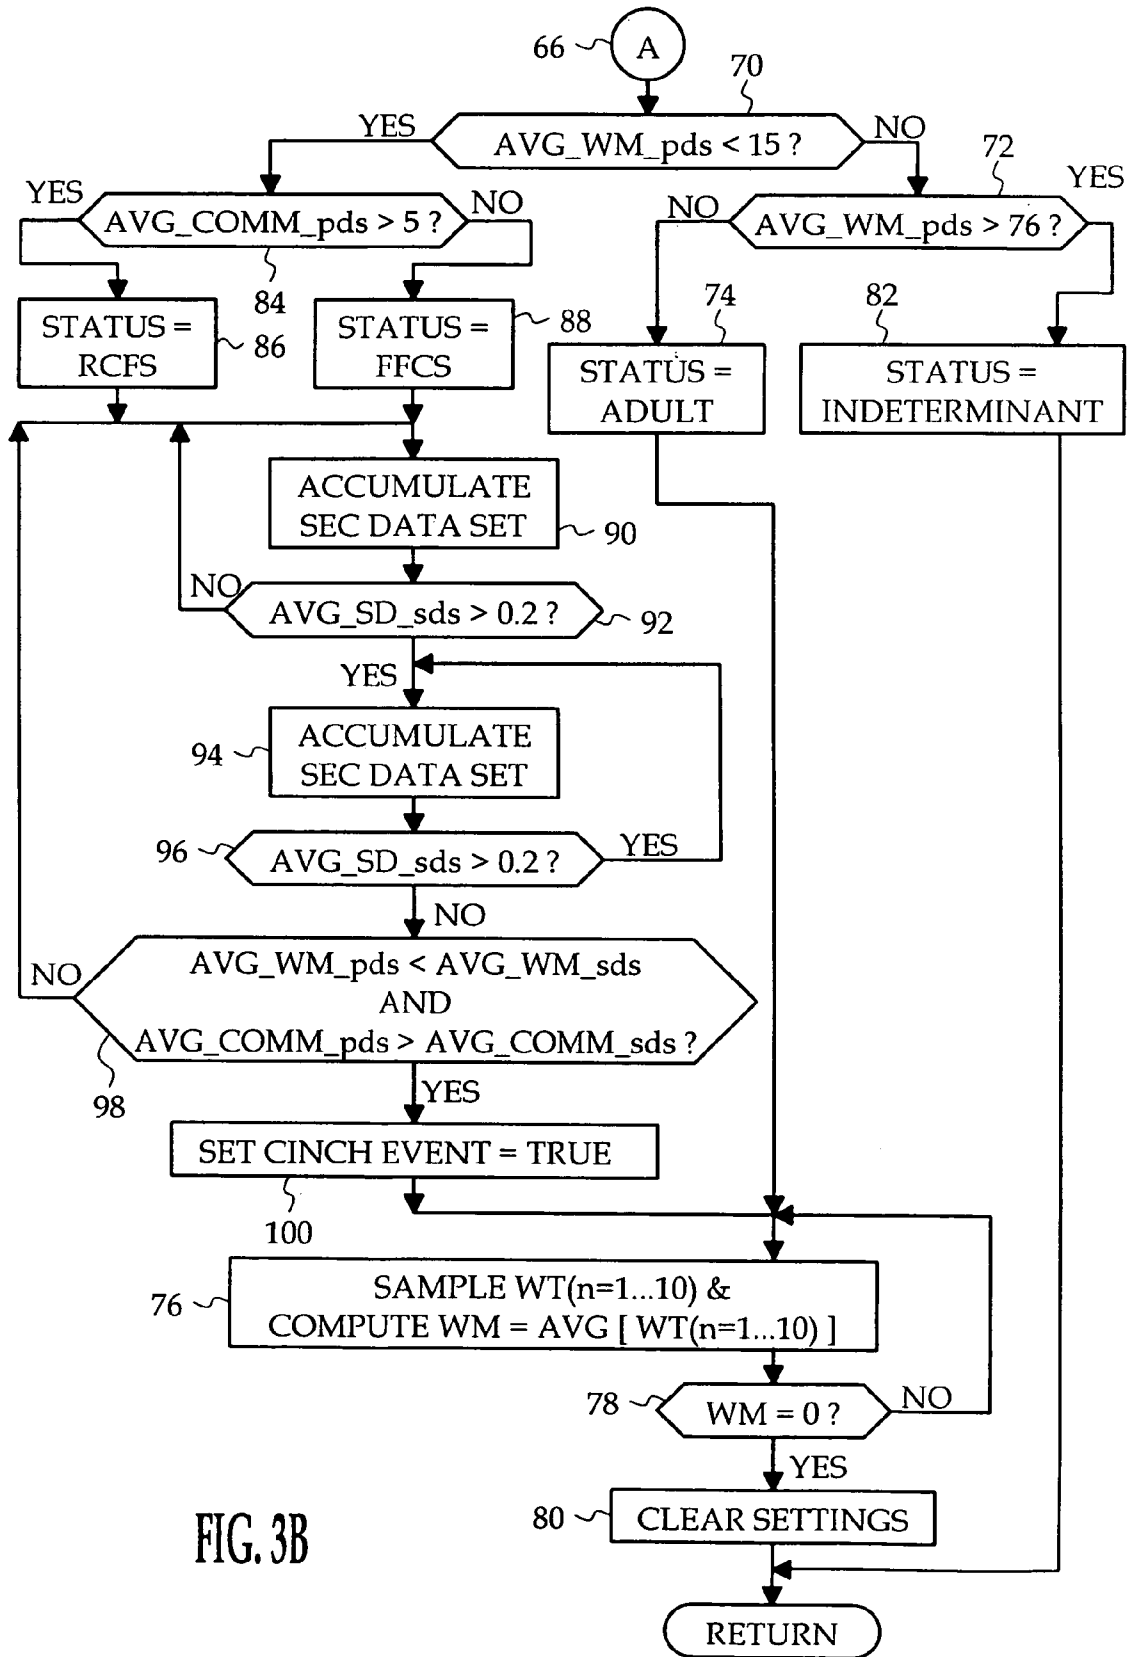 A
66
70
YES
AVG_WM_pds < 15 ?
NO
72
YES
YES
AVG_COMM_pds > 5 ?
NO
NO
AVG_WM_pds > 76 ?
84
STATUS =
RCFS
86
STATUS =
FFCS
88
74
STATUS =
ADULT
82
STATUS =
INDETERMINANT
ACCUMULATE
SEC DATA SET
90
NO
AVG_SD_sds > 0.2 ?
92
YES
94
ACCUMULATE
SEC DATA SET
96
AVG_SD_sds > 0.2 ?
YES
NO
NO
AVG_WM_pds < AVG_WM_sds
AND
AVG_COMM_pds > AVG_COMM_sds ?
98
YES
SET CINCH EVENT = TRUE
100
76
SAMPLE WT(n=1...10) &
COMPUTE WM = AVG [ WT(n=1...10) ]
78
WM = 0 ?
NO
YES
80
CLEAR SETTINGS
FIG. 3B
RETURN